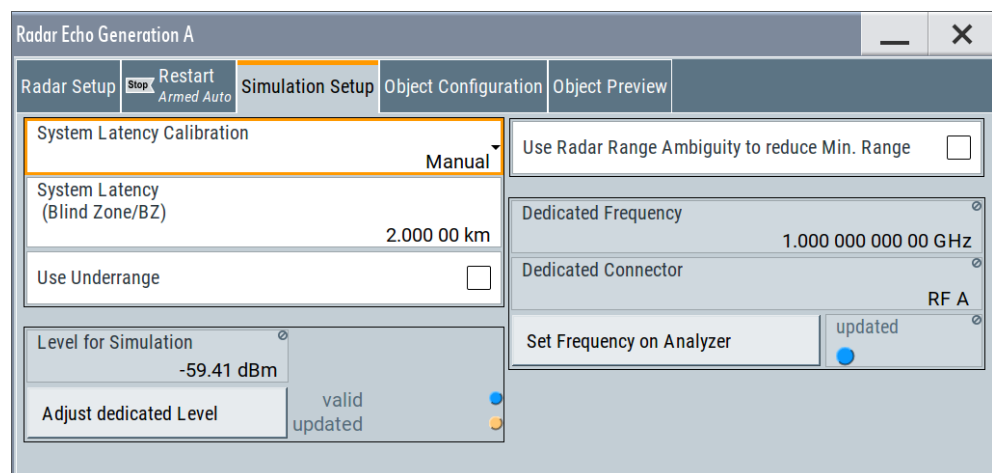 Radar Echo Generation A
Radar Setup
Stop Restart
Armed Auto
Simulation Setup
Object Configuration
Object Preview
System Latency Calibration
Manual
System Latency
(Blind Zone/BZ)
2.000 00 km
Use Underrange
Level for Simulation
-59.41 dBm
Adjust dedicated Level
valid
updated
Use Radar Range Ambiguity to reduce Min. Range
Dedicated Frequency
1.000 000 000 00 GHz
Dedicated Connector
RF A
Set Frequency on Analyzer
updated